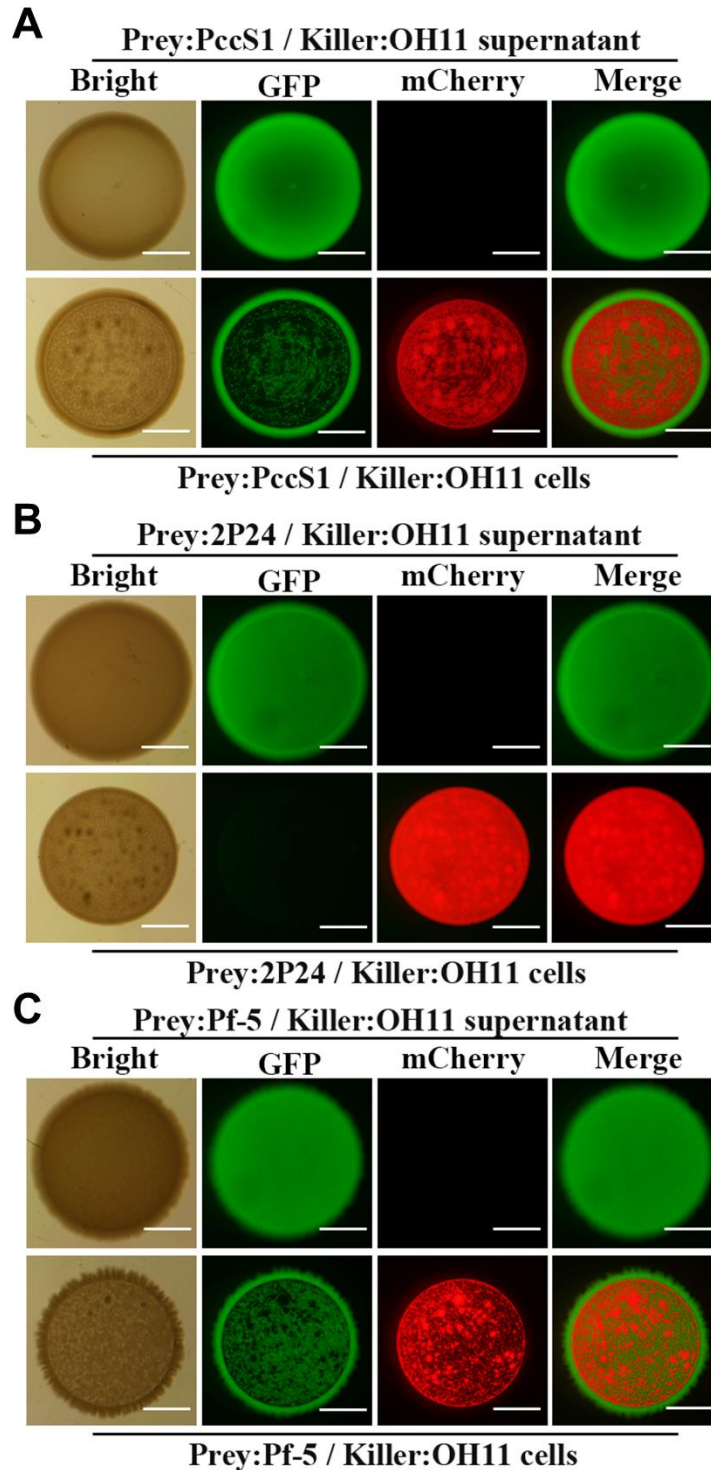 A
Prey:PccS1 / Killer:OH11 supernatant
Bright GFP mCherry Merge
Prey:PccS1 / Killer:OH11 cells
B
Prey:2P24 / Killer:OH11 supernatant
Bright GFP mCherry Merge
Prey:2P24 / Killer:OH11 cells
C
Prey:Pf-5 / Killer:OH11 supernatant
Bright GFP mCherry Merge
Prey:Pf-5 / Killer:OH11 cells